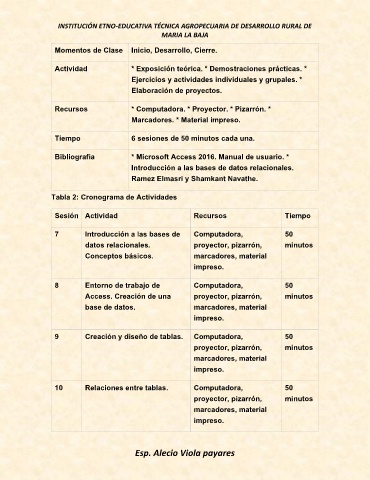 INSTITUCIÓN ETNO-EDUCATIVA TÉCNICA AGROPECUARIA DE DESARROLLO RURAL DE
MARIA LA BAJA
Momentos de Clase Inicio, Desarrollo, Cierre.
Actividad * Exposición teórica. * Demostraciones prácticas. *
Ejercicios y actividades individuales y grupales. *
Elaboración de proyectos.
Recursos * Computadora. * Proyector. * Pizarrón. *
Marcadores. * Material impreso.
Tiempo 6 sesiones de 50 minutos cada una.
Bibliografía * Microsoft Access 2016. Manual de usuario. *
Introducción a las bases de datos relacionales.
Ramez Elmasri y Shamkant Navathe.
Tabla 2: Cronograma de Actividades
Sesión Actividad Recursos Tiempo
7 Introducción a las bases de Computadora, 50
datos relacionales. proyector, pizarrón, minutos
Conceptos básicos. marcadores, material
impreso.
8 Entorno de trabajo de Computadora, 50
Access. Creación de una proyector, pizarrón, minutos
base de datos. marcadores, material
impreso.
9 Creación y diseño de tablas. Computadora, 50
proyector, pizarrón, minutos
marcadores, material
impreso.
10 Relaciones entre tablas. Computadora, 50
proyector, pizarrón, minutos
marcadores, material
impreso.
Esp. Alecio Viola payares